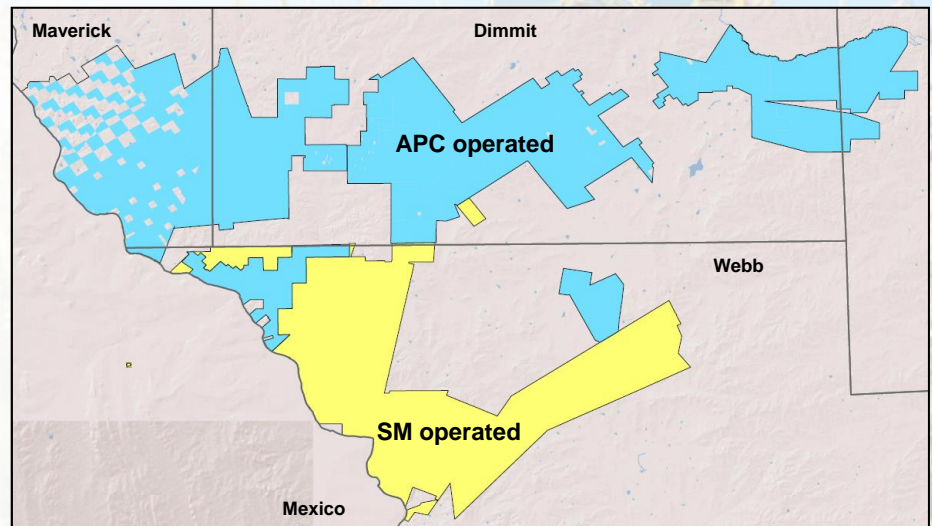 Maverick
Dimmit
APC operated
Webb
SM operated
Mexico